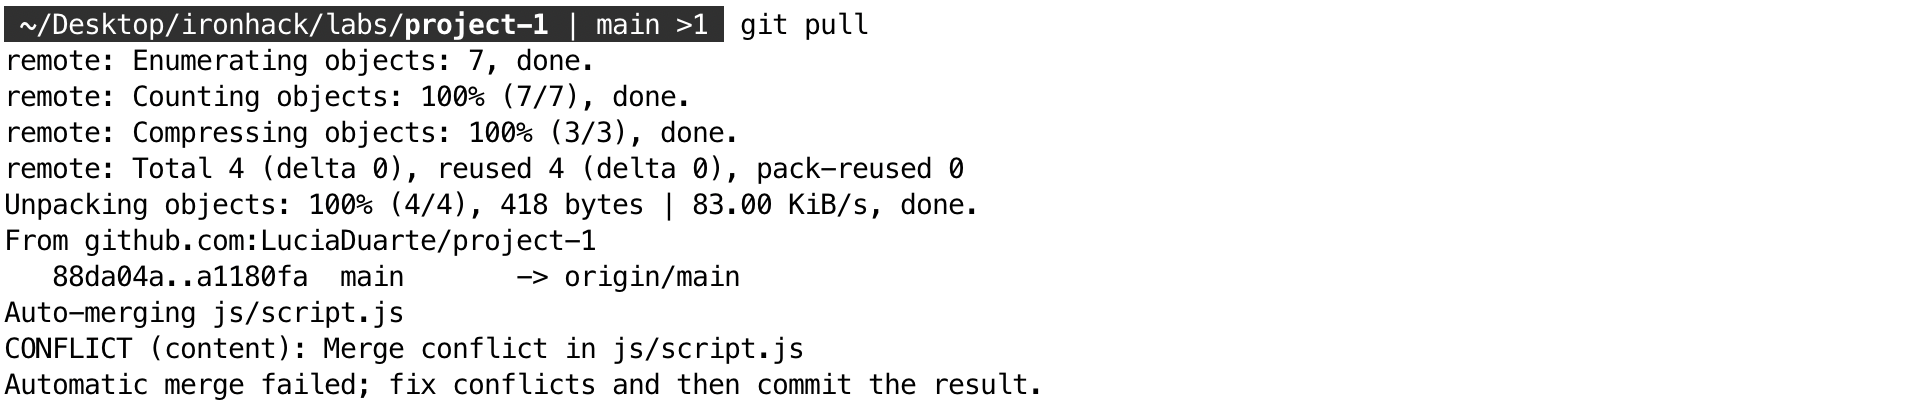 ~/Desktop/ironhack/labs/project-1 | main >1 git pull
remote: Enumerating objects: 7, done.
remote: Counting objects: 100% (7/7), done.
remote: Compressing objects: 100% (3/3), done.
remote: Total 4 (delta 0), reused 4 (delta 0), pack-reused 0
Unpacking objects: 100% (4/4), 418 bytes | 83.00 KiB/s, done.
From github.com:LuciaDuarte/project-1
   88da04a..a1180fa  main       -> origin/main
Auto-merging js/script.js
CONFLICT (content): Merge conflict in js/script.js
Automatic merge failed; fix conflicts and then commit the result.